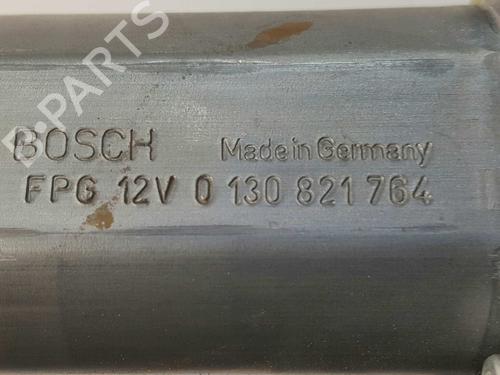 B-PARTS
BOSCH Made in Germany
FPG 12V 0 130 821 764